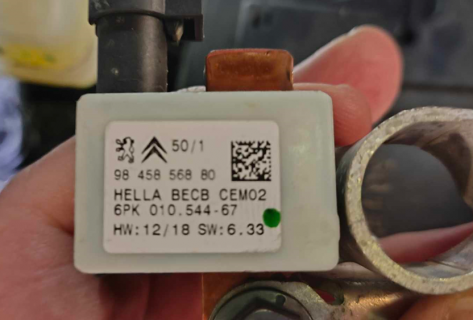 50/1
98 458 568 80
HELLA BECB CEM02
6PK 010.544-67
HW:12/18 SW:6.33